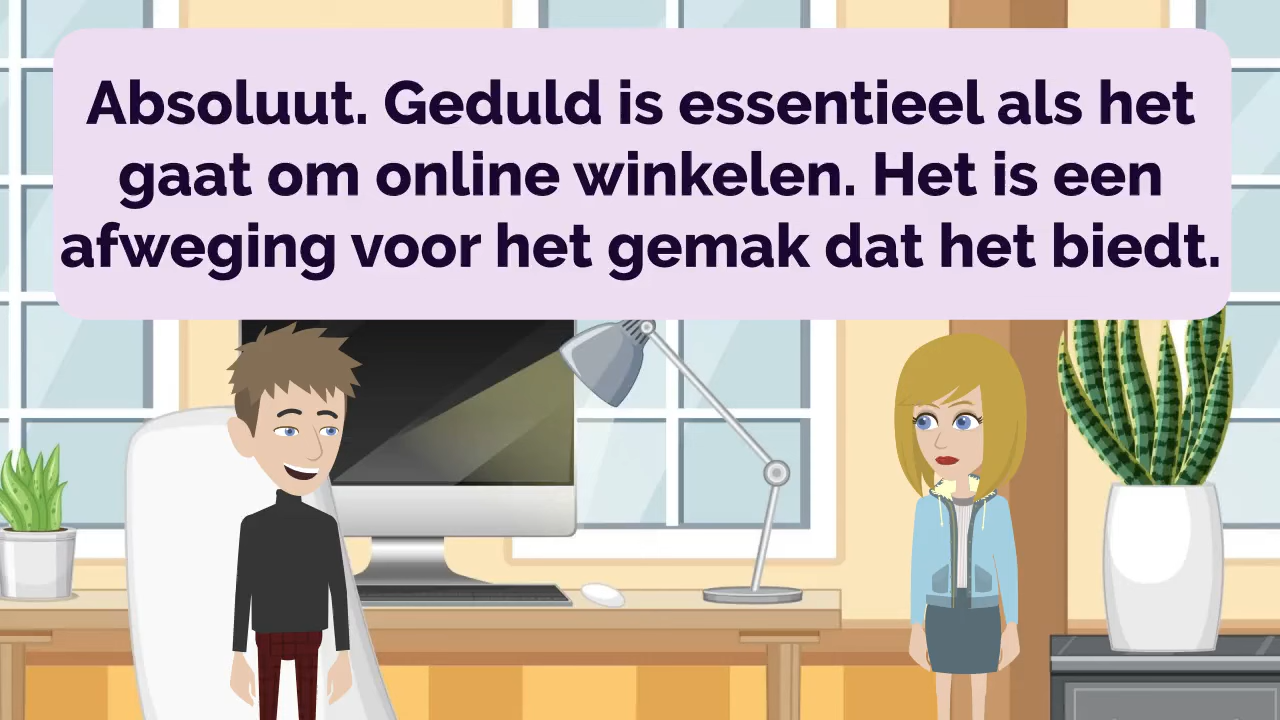 Absoluut. Geduld is essentieel als het
gaat om online winkelen. Het is een
afweging voor het gemak dat het biedt.